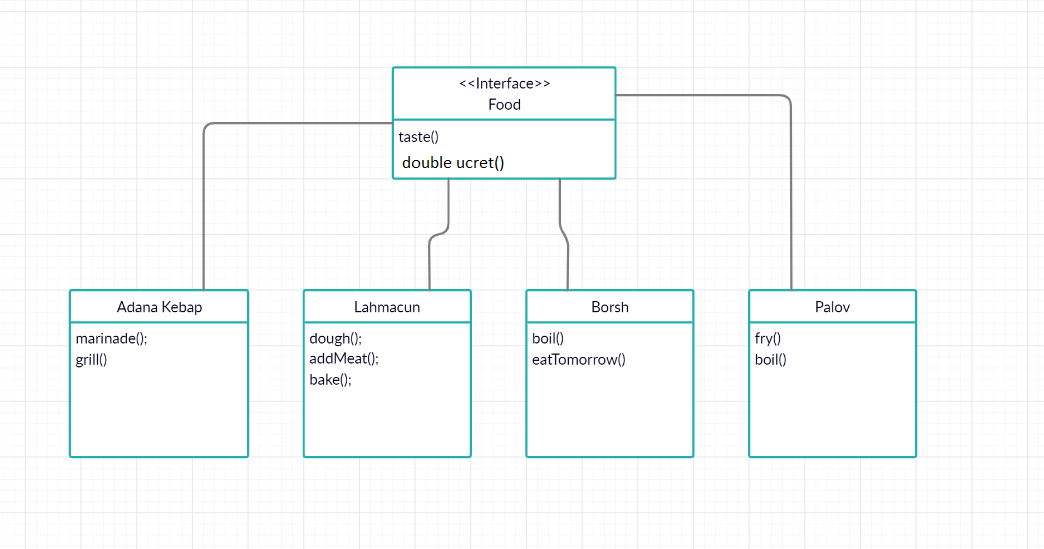 <<Interface>>
Food
taste()
double ucret()
Adana Kebap
marinade();
grill()
Lahmacun
dough();
addMeat();
bake();
Borsh
boil()
eatTomorrow()
Palov
fry()
boil()